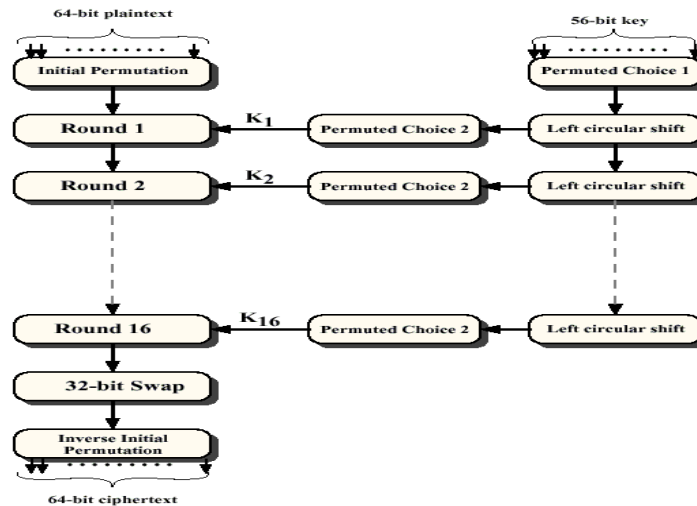 64-bit plaintext
56-bit key
Initial Permutation
Permuted Choice 1
Round 1
K1
Permuted Choice 2
Left circular shift
Round 2
K2
Permuted Choice 2
Left circular shift
Round 16
K16
Permuted Choice 2
Left circular shift
32-bit Swap
Inverse Initial
Permutation
64-bit ciphertext